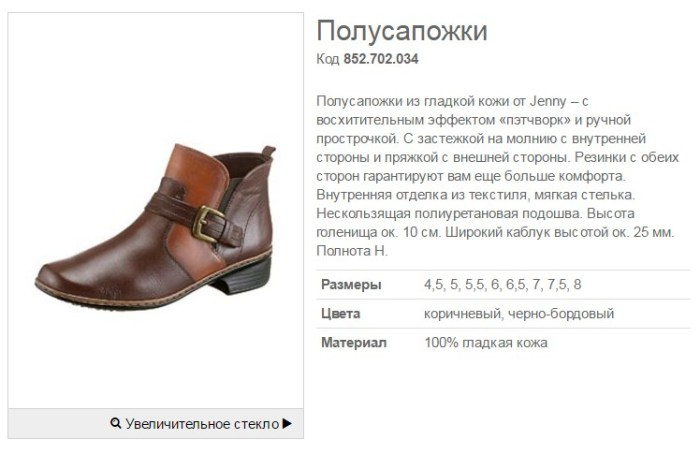 Полусапожки
Код 852.702.034
Полусапожки из гладкой кожи от Jenny – с
восхитительным эффектом «пэтчворк» и ручной
прострочкой. С застежкой на молнию с внутренней
стороны и пряжкой с внешней стороны. Резинки с обеих
сторон гарантируют вам еще больше комфорта.
Внутренняя отделка из текстиля, мягкая стелька.
Нескользящая полиуретановая подошва. Высота
голенища ок. 10 см. Широкий каблук высотой ок. 25 мм.
Полнота H.
Размеры 4,5, 5, 5,5, 6, 6,5, 7, 7,5, 8
Цвета коричневый, черно-бордовый
Материал 100% гладкая кожа
Увеличительное стекло